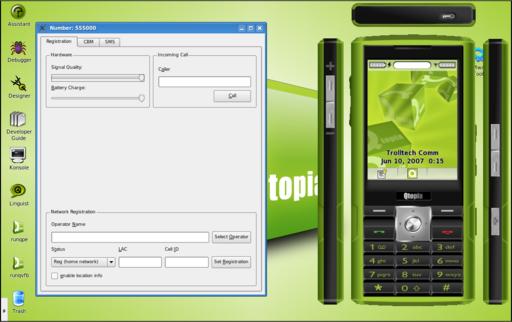 Number: 555000
Registration CBM SMS
Hardware
Signal Quality:
Battery Charge:
Incoming Call
Caller
Call
Network Registration
Operator Name
Select Operator
Status LAC Cell ID
Reg (home network)
Set Registration
enable location info
Assistant
Debugger
Designer
Developer
Guide
Konsole
Linguist
runqpe
runqvfb
Trash
topia
Trolltech Comm
Jun 10, 2007 0:15
Qtopia
2 abc 3 def
4 ghi 5 jkl 6 mno
7 pqrs 8 tuv 9 wxyz
* 0 #